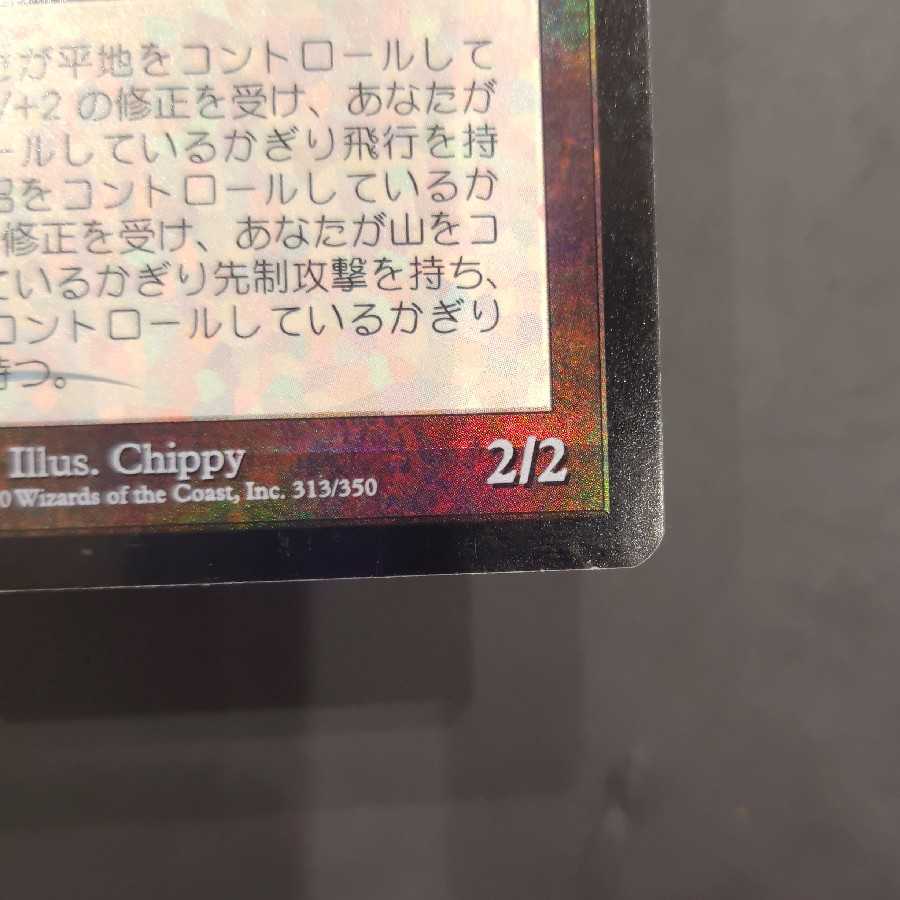 が平地をコントロールして
/+2 の修正を受け、あなたが
ールしているかぎり飛行を持
沼をコントロールしているか
修正を受け、あなたが山をコ
ているかぎり先制攻撃を持ち、
コントロールしているかぎり
持つ。
Illus. Chippy
0 Wizards of the Coast, Inc. 313/350
2/2